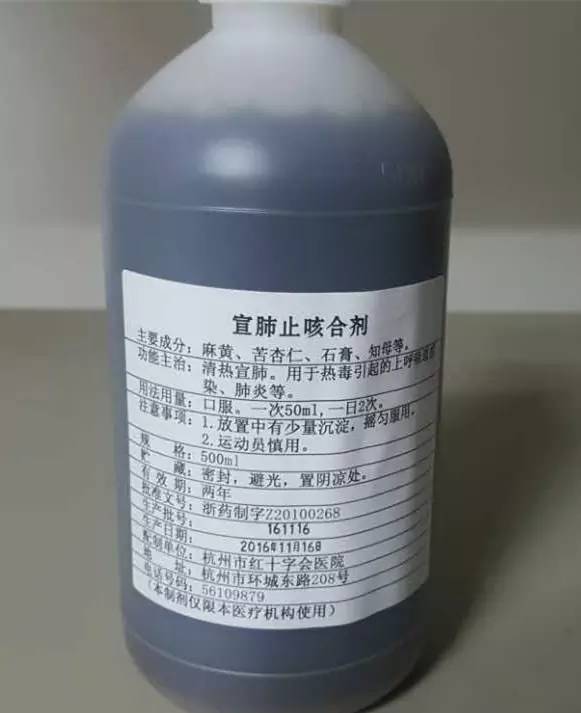 宣肺止咳合剂
主要成分：麻黄、苦杏仁、石膏、知母等。
功能主治：清热宣肺。用于热毒引起的上呼吸道感
染、肺炎等。
用法用量：口服。一次50ml,一日2次。
注意事项：1.放置中有少量沉淀，摇匀服用。
2.运动员慎用。
规 格：500ml
贮 藏：密封，避光，置阴凉处。
有 效 期：两年
批准文号：浙药制字Z20100268
生产批号： 161116
生产日期： 2016年11月16日
配制单位：杭州市红十字会医院
地 址：杭州市环城东路208号
电话号码：56109879
（本制剂仅限本医疗机构使用）